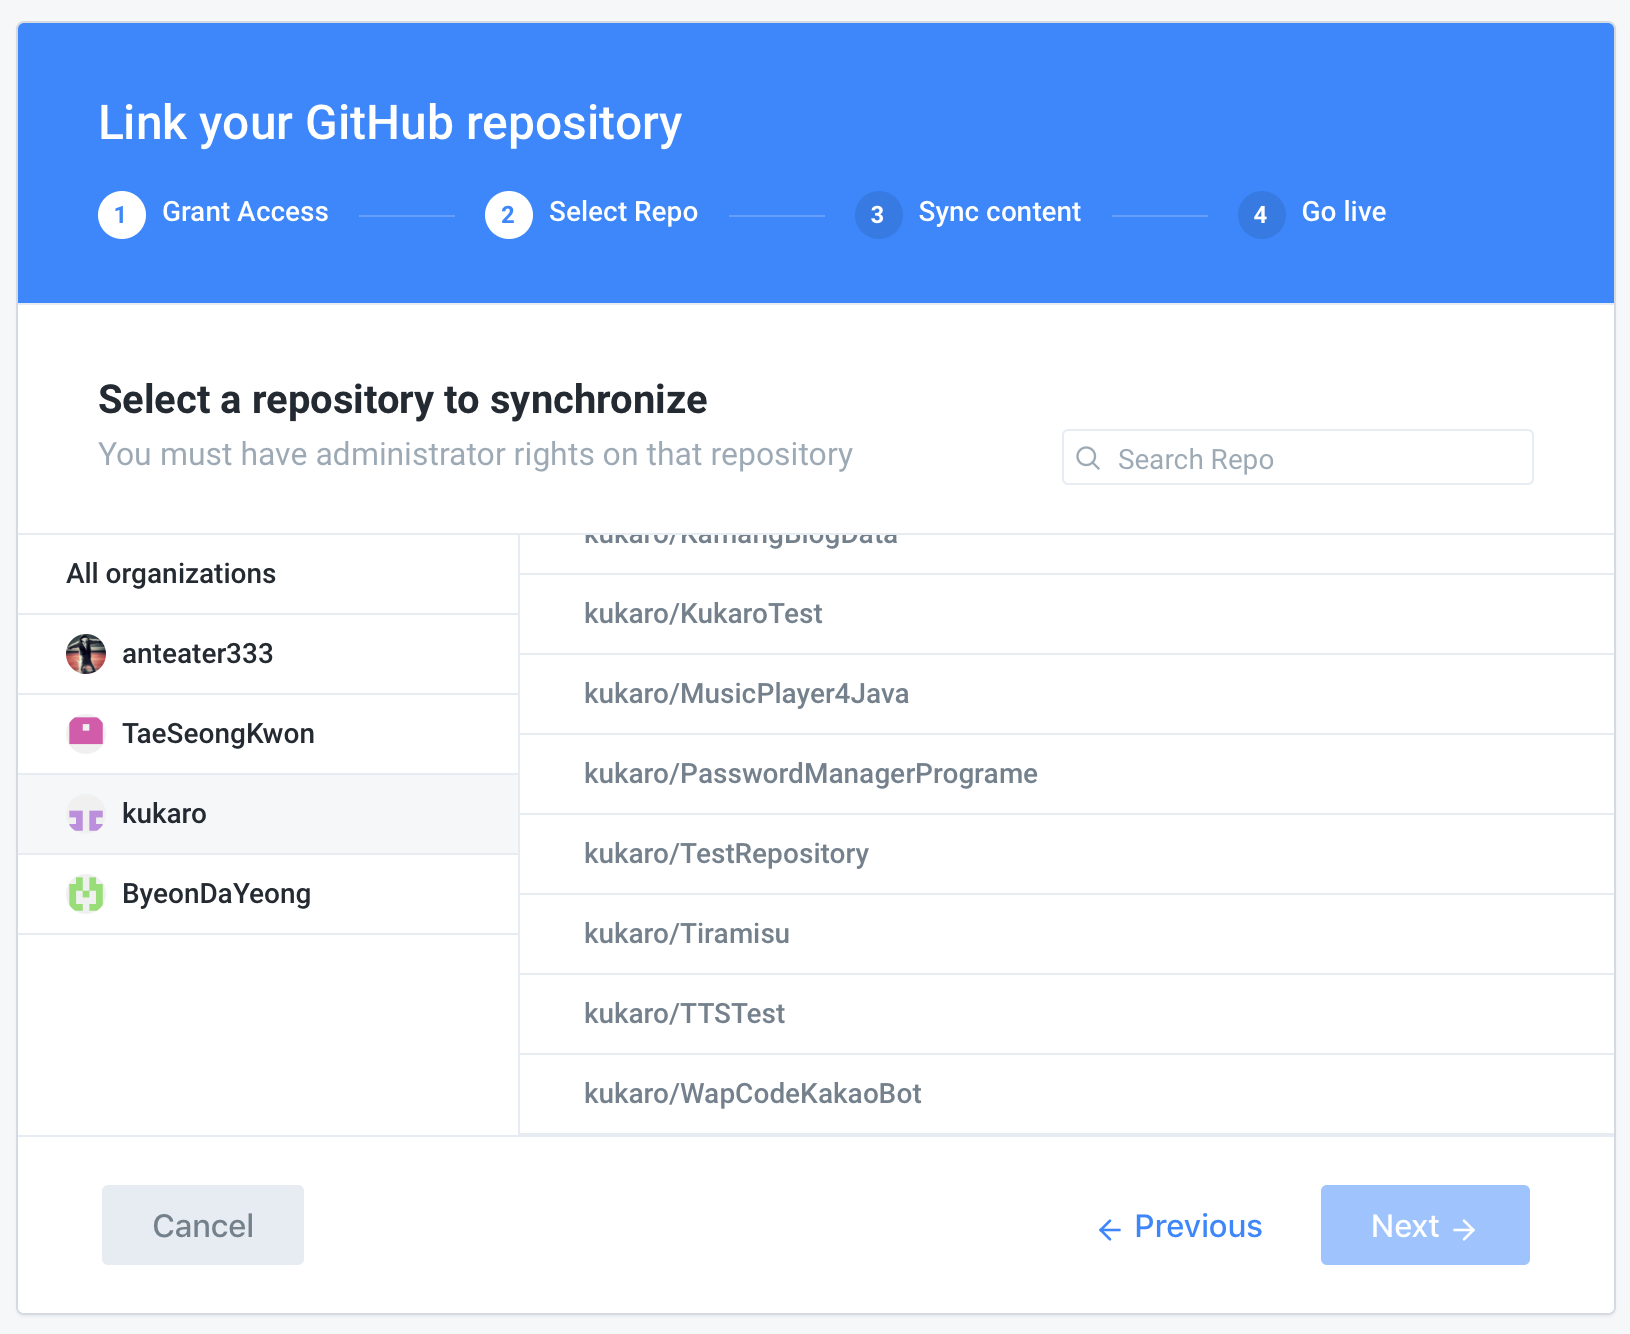 Link your GitHub repository
1 Grant Access 2 Select Repo 3 Sync content 4 Go live
Select a repository to synchronize
You must have administrator rights on that repository
Search Repo
All organizations
anteater333
TaeSeongKwon
kukaro
ByeonDaYeong
kukaro/KamangBlogData
kukaro/KukaroTest
kukaro/MusicPlayer4Java
kukaro/PasswordManagerPrograme
kukaro/TestRepository
kukaro/Tiramisu
kukaro/TTSTest
kukaro/WapCodeKakaoBot
Cancel
← Previous
Next →